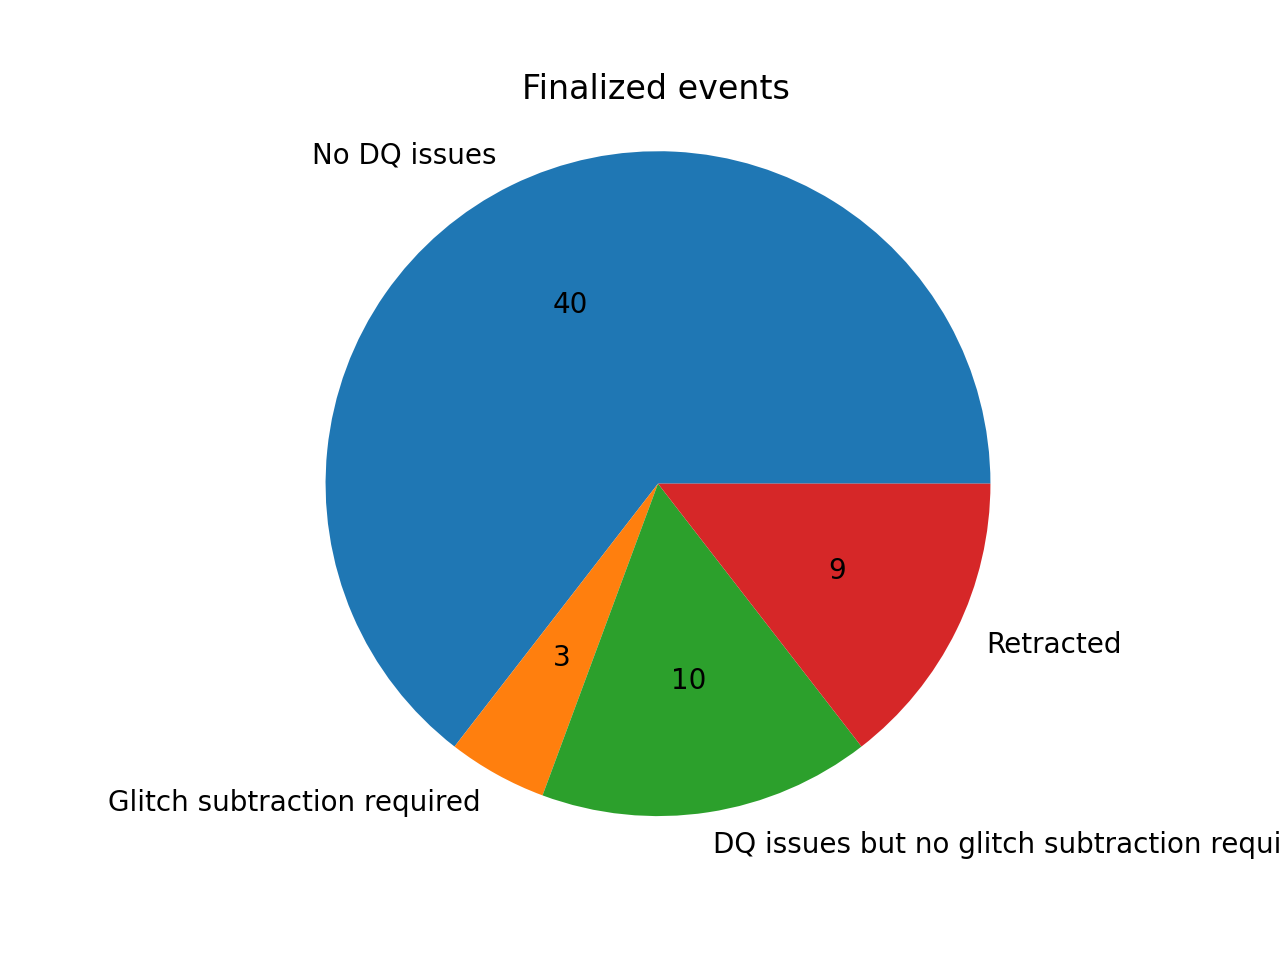 Finalized events
No DQ issues
40
9
3
10
Retracted
Glitch subtraction required
DQ issues but no glitch subtraction requi